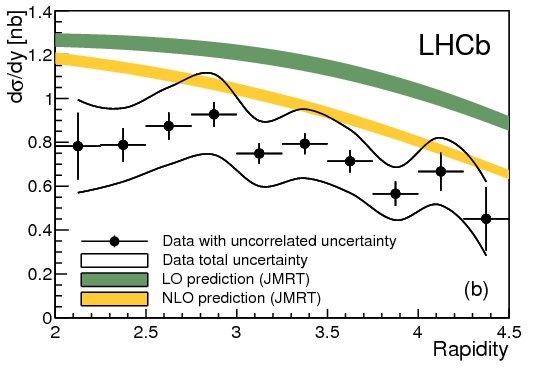 dσ/dy [nb]
1.4
1.2
1
0.8
0.6
0.4
0.2
0
LHCb
Data with uncorrelated uncertainty
Data total uncertainty
LO prediction (JMRT)
NLO prediction (JMRT)
(b)
2 2.5 3 3.5 4 4.5
Rapidity